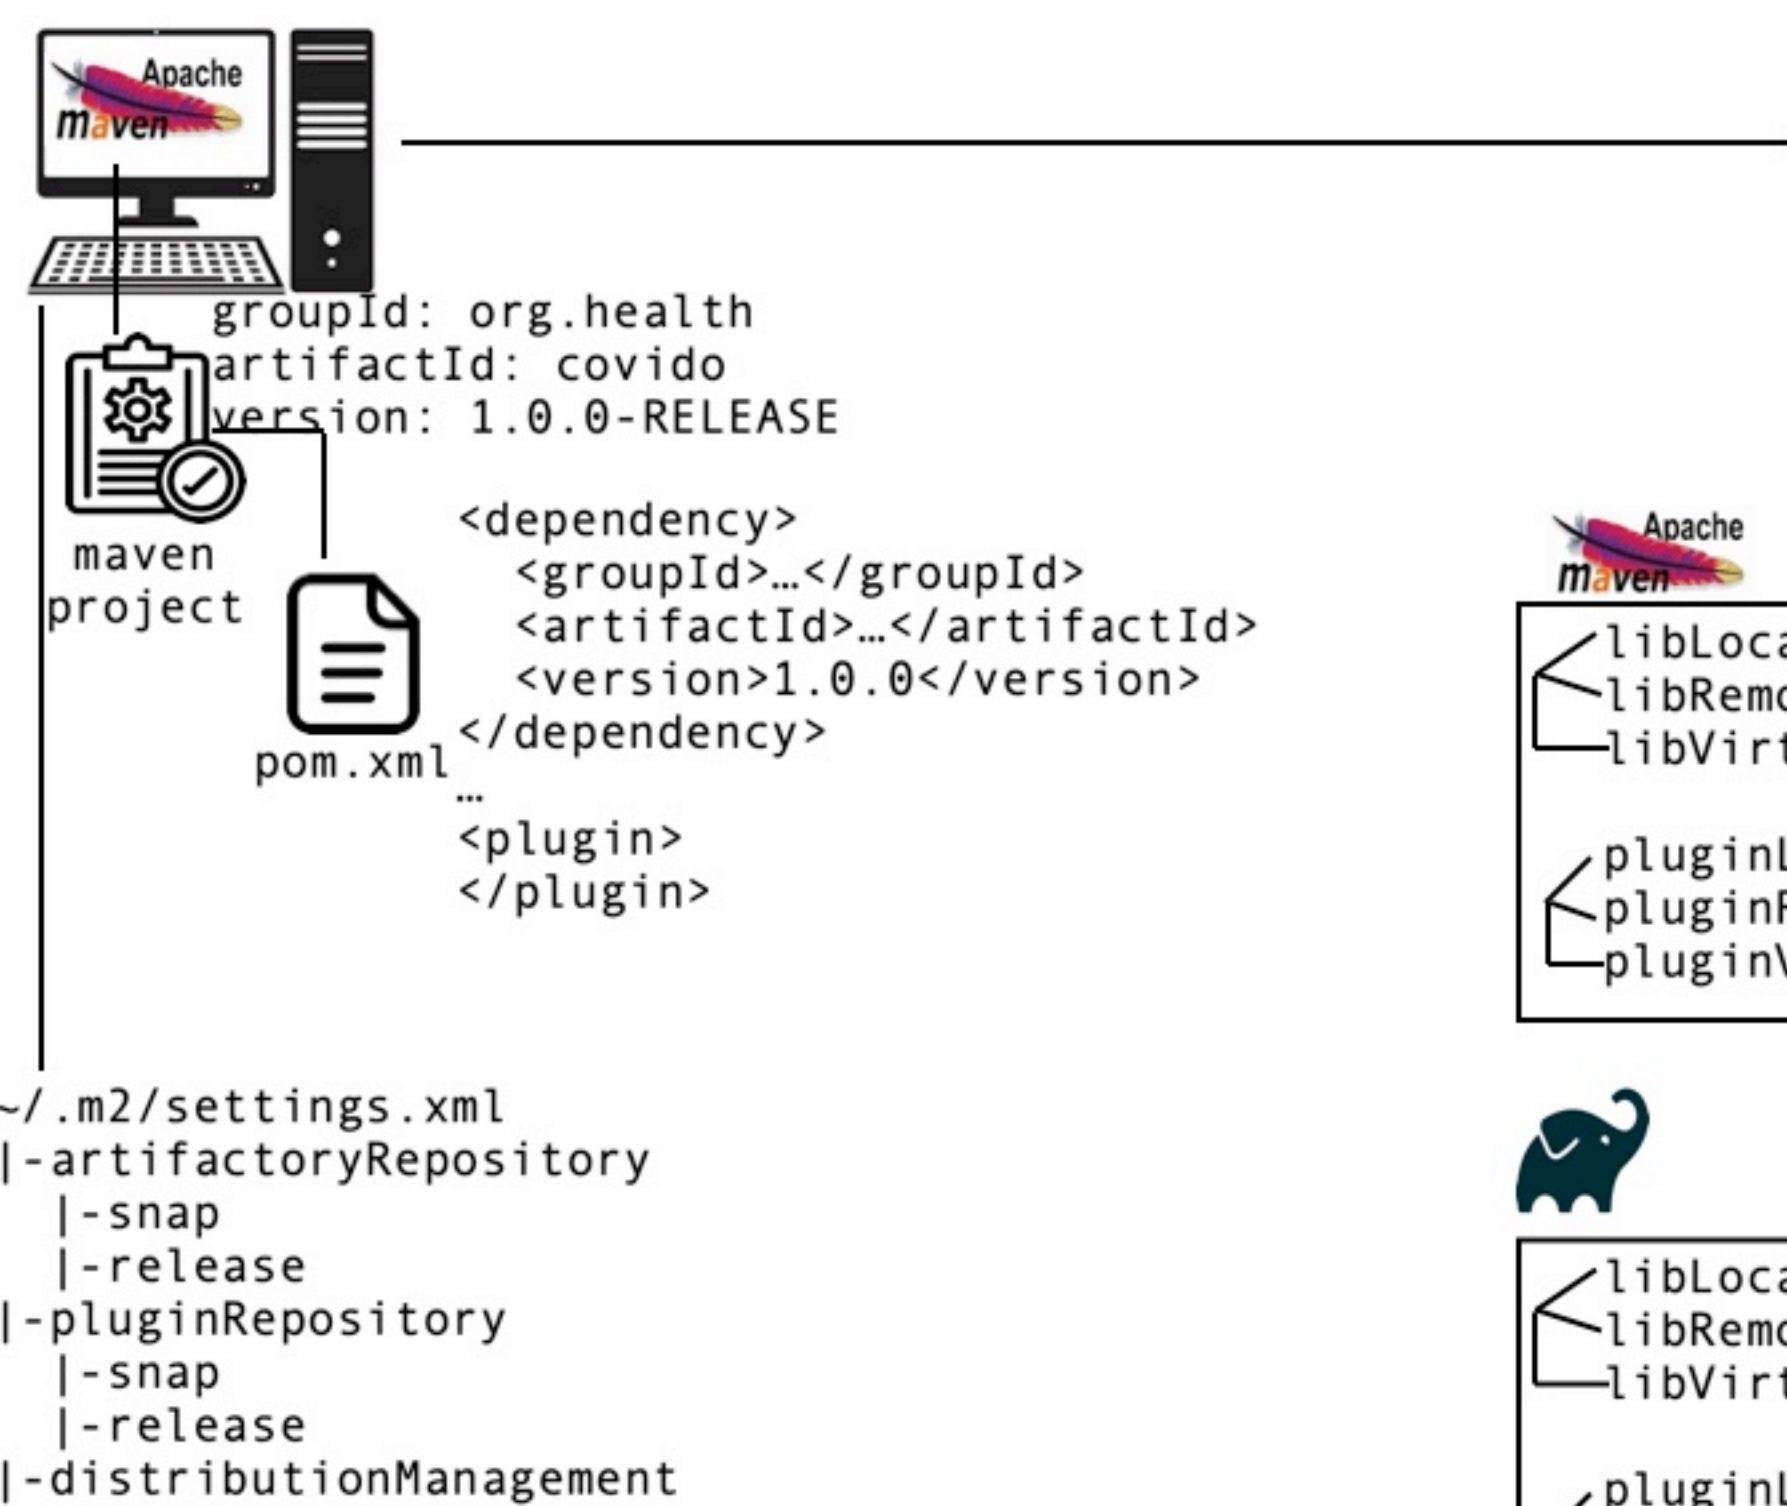 Apache
maven
groupId: org.health
artifactId: covido
version: 1.0.0-RELEASE
maven
project
pom.xml
<dependency>
<groupId>…</groupId>
<artifactId>…</artifactId>
<version>1.0.0</version>
</dependency>
…
<plugin>
</plugin>
~/.m2/settings.xml
|-artifactoryRepository
|-snap
|-release
|-pluginRepository
|-snap
|-release
|-distributionManagement
Apache
maven